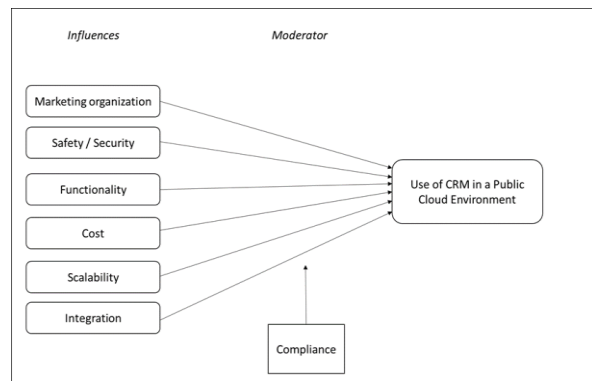 Influences
Moderator
Marketing organization
Safety / Security
Functionality
Cost
Scalability
Integration
Use of CRM in a Public
Cloud Environment
Compliance